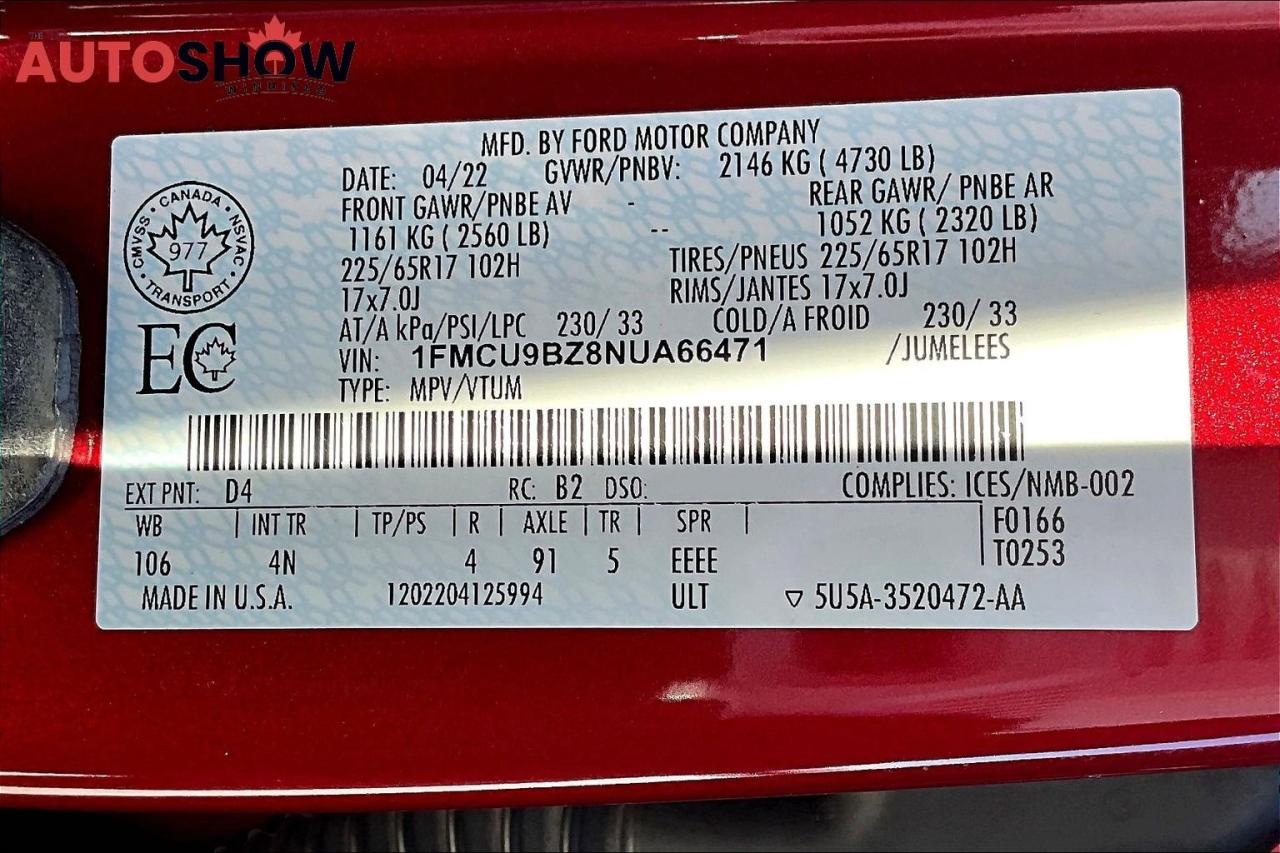 THE
AUTOSHOW
WINNIPEG
MFD. BY FORD MOTOR COMPANY
DATE: 04/22 GVWR/PNBV: 2146 KG ( 4730 LB)
FRONT GAWR/PNBE AV - REAR GAWR/ PNBE AR
1161 KG ( 2560 LB) -- 1052 KG ( 2320 LB)
225/65R17 102H TIRES/PNEUS 225/65R17 102H
17x7.0J RIMS/JANTES 17x7.0J
AT/A kPa/PSI/LPC 230/ 33 COLD/A FROID 230/ 33
VIN: 1FMCU9BZ8NUA66471 /JUMELEES
TYPE: MPV/VTUM
CMVSS • CANADA • NSVAC • TRANSPORT •
977
EC
EXT PNT: D4 RC: B2 DSO: COMPLIES: ICES/NMB-002
WB | INT TR | TP/PS | R | AXLE | TR | SPR | F0166
106 4N 4 91 5 EEEE T0253
MADE IN U.S.A. 1202204125994 ULT ▽ 5U5A-3520472-AA